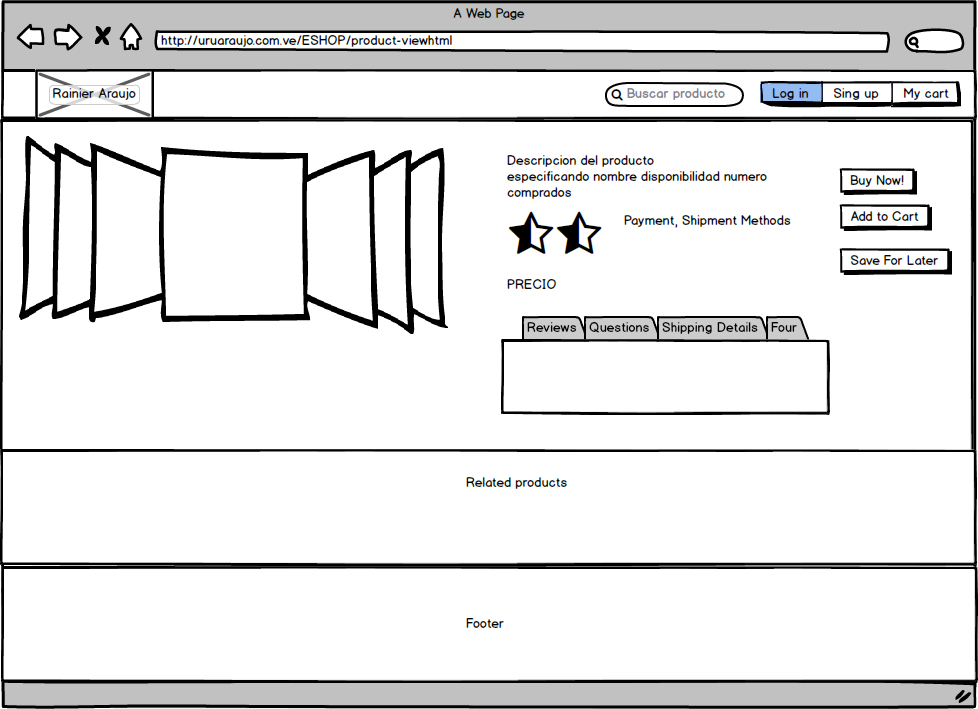 A Web Page
http://uruaraujo.com.ve/ESHOP/product-viewhtml
Rainier Araujo
Buscar producto
Log in
Sing up
My cart
Descripcion del producto
especificando nombre disponibilidad numero
comprados
Payment, Shipment Methods
Buy Now!
Add to Cart
Save For Later
PRECIO
Reviews
Questions
Shipping Details
Four
Related products
Footer